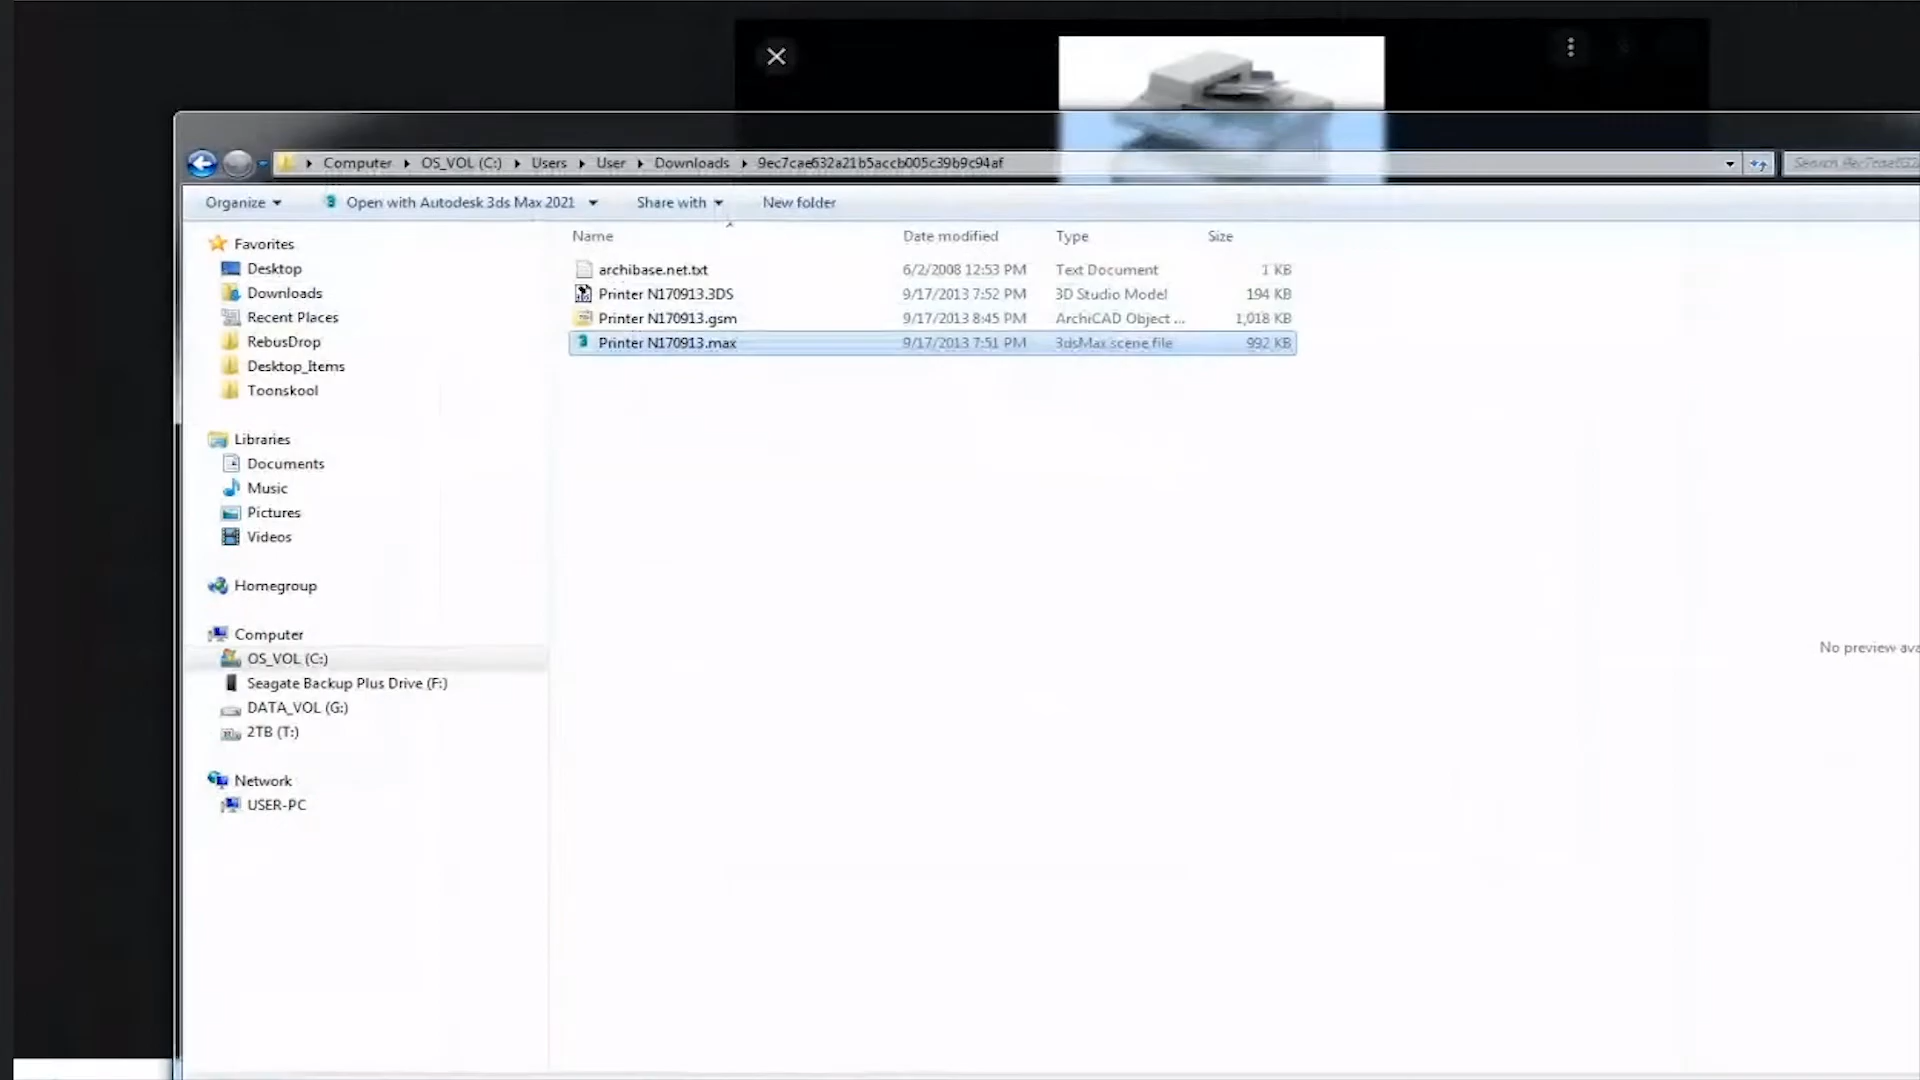 Computer OS_VOL (C:) Users User Downloads 9ec7cae632a21b5accb005c39b9c94af
Search 9ec7cae632
Organize Open with Autodesk 3ds Max 2021 Share with New folder
Name Date modified Type Size
archibase.net.txt 6/2/2008 12:53 PM Text Document 1 KB
Printer N170913.3DS 9/17/2013 7:52 PM 3D Studio Model 194 KB
Printer N170913.gsm 9/17/2013 8:45 PM ArchiCAD Object ... 1,018 KB
Printer N170913.max 9/17/2013 7:51 PM 3dsMax scene file 992 KB
Favorites
Desktop
Downloads
Recent Places
RebusDrop
Desktop_Items
Toonskool
Libraries
Documents
Music
Pictures
Videos
Homegroup
Computer
OS_VOL (C:)
Seagate Backup Plus Drive (F:)
DATA_VOL (G:)
2TB (T:)
Network
USER-PC
No preview ava